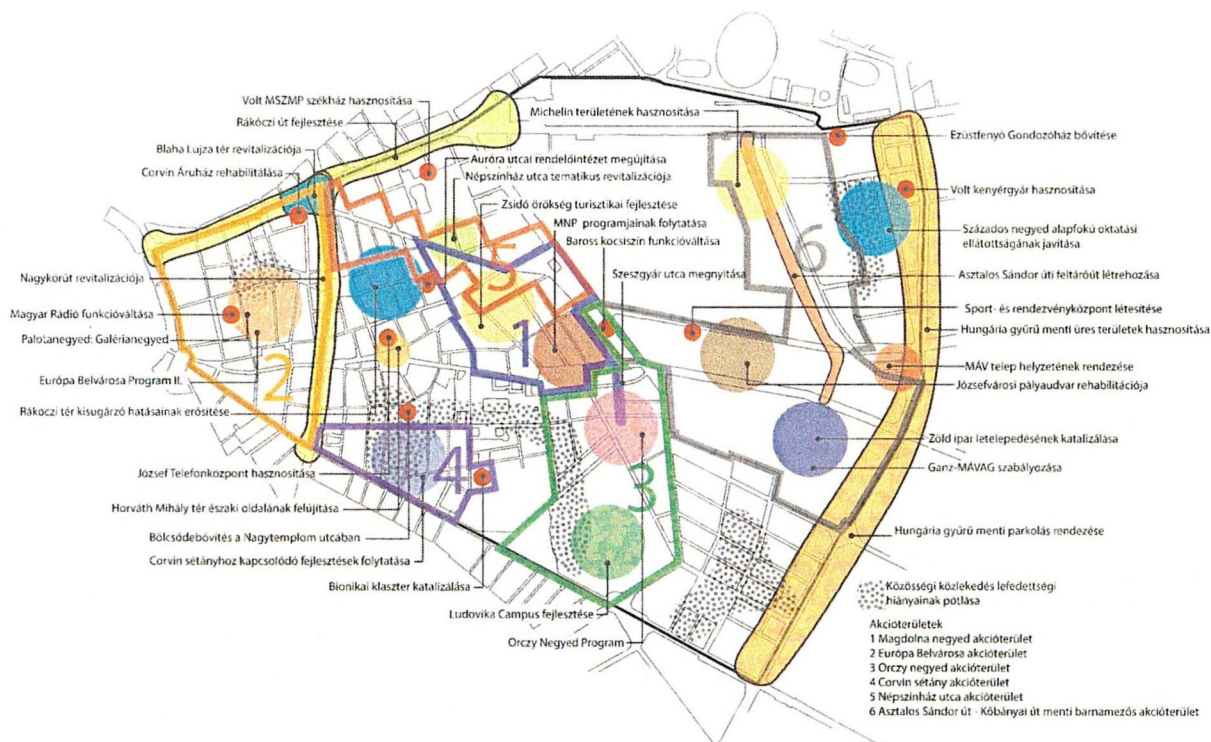 Volt MSZMP székház hasznosítása
Rákóczi út fejlesztése
Blaha Lujza tér revitalizációja
Corvin Áruház rehabilitálása
Michelin területének hasznosítása
Auróra utcai rendelőintézet megújítása
Népszínház utca tematikus revitalizációja
Zsidó örökség turisztikai fejlesztése
MNP programjainak folytatása
Baross kocsiszín funkcióváltása
Szeszgyár utca megnyitása
Ezüstfenyő Gondozóház bővítése
Volt kenyérgyár hasznosítása
Százados negyed alapfokú oktatási
ellátottságának javítása
Asztalos Sándor úti feltáróút létrehozása
Sport- és rendezvényközpont létesítése
Hungária gyűrű menti üres területek hasznosítása
MÁV telep helyzetének rendezése
Józsefvárosi pályaudvar rehabilitációja
Zöld ipar letelepedésének katalizálása
Ganz-MÁVAG szabályozása
Hungária gyűrű menti parkolás rendezése
Nagykörút revitalizációja
Magyar Rádió funkcióváltása
Palotanegyed: Galérianegyed
Európa Belvárosa Program II.
Rákóczi tér kisugárzó hatásainak erősítése
József Telefonközpont hasznosítása
Horváth Mihály tér északi oldalának felújítása
Bölcsődebővítés a Nagytemplom utcában
Corvin sétányhoz kapcsolódó fejlesztések folytatása
Bionikai klaszter katalizálása
Ludovika Campus fejlesztése
Orczy Negyed Program
1
2
3
4
5
6
Közösségi közlekedés lefedettségi
hiányainak pótlása
Akcióterületek
1 Magdolna negyed akcióterület
2 Európa Belvárosa akcióterület
3 Orczy negyed akcióterület
4 Corvin sétány akcióterület
5 Népszínház utca akcióterület
6 Asztalos Sándor út - Kőbányai út menti barnamezős akcióterület